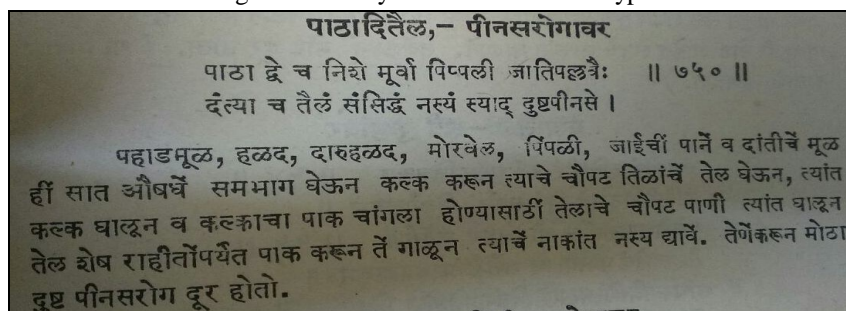 पाठादितैल,– पीनसरोगावर
पाठा द्वे च निशे मूर्वा पिप्पली जातिपल्लवैः ॥ ७५० ॥
दंत्या च तैलं संसिद्धं नस्यं स्याद् दुष्टपीनसे ।
पहाडमूळ, हळद, दारुहळद, मोरवेल, पिंपळी, जाईचीं पानें व दांतीचें मूळ
हीं सात औषधें समभाग घेऊन कल्क करून त्याचे चौपट तिळांचें तेल घेऊन, त्यांत
कल्क घालून व कल्काचा पाक चांगला होण्यासाठीं तेलाचे चौपट पाणी त्यांत घालून
तेल शेष राहीतोंपर्यंत पाक करून तें गाळून त्याचें नाकांत नस्य द्यावें. तेणेंकरून मोठा
दुष्ट पीनसरोग दूर होतो.